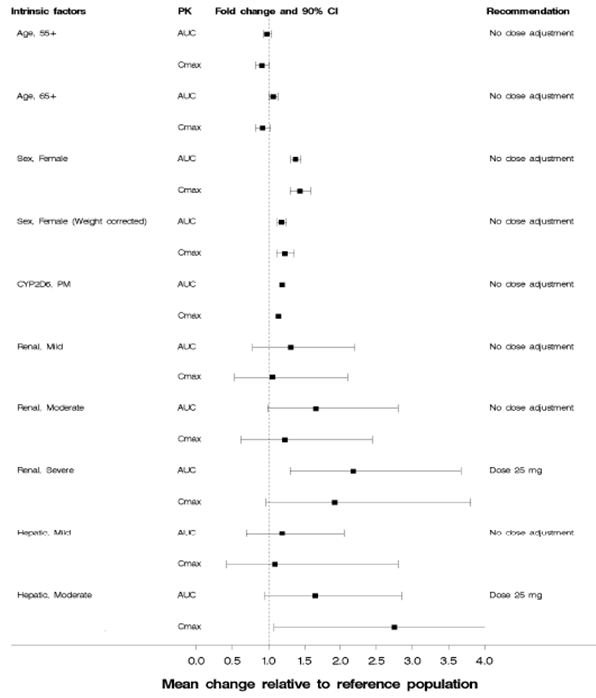 Intrinsic factors PK Fold change and 90% CI Recommendation
Age, 55+ AUC No dose adjustment
Cmax
Age, 65+ AUC No dose adjustment
Cmax
Sex, Female AUC No dose adjustment
Cmax
Sex, Female (Weight corrected) AUC No dose adjustment
Cmax
CYP2D6, PM AUC No dose adjustment
Cmax
Renal, Mild AUC No dose adjustment
Cmax
Renal, Moderate AUC No dose adjustment
Cmax
Renal, Severe AUC Dose 25 mg
Cmax
Hepatic, Mild AUC No dose adjustment
Cmax
Hepatic, Moderate AUC Dose 25 mg
Cmax
0.0 0.5 1.0 1.5 2.0 2.5 3.0 3.5 4.0
Mean change relative to reference population